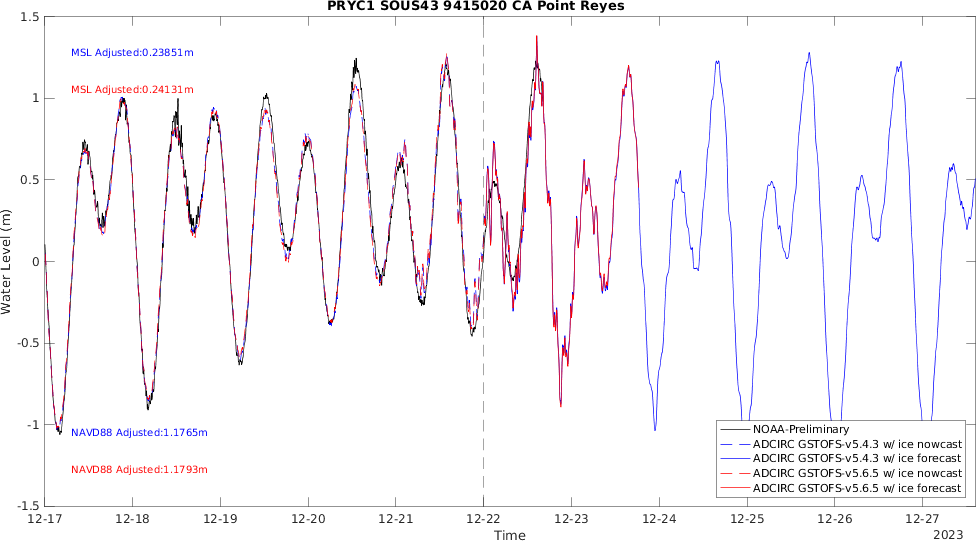 PRYC1 SOUS43 9415020 CA Point Reyes
1.5
1
0.5
0
-0.5
-1
-1.5
Water Level (m)
MSL Adjusted:0.23851m
MSL Adjusted:0.24131m
NAVD88 Adjusted:1.1765m
NAVD88 Adjusted:1.1793m
NOAA-Preliminary
ADCIRC GSTOFS-v5.4.3 w/ ice nowcast
ADCIRC GSTOFS-v5.4.3 w/ ice forecast
ADCIRC GSTOFS-v5.6.5 w/ ice nowcast
ADCIRC GSTOFS-v5.6.5 w/ ice forecast
12-17 12-18 12-19 12-20 12-21 12-22 12-23 12-24 12-25 12-26 12-27
Time
2023